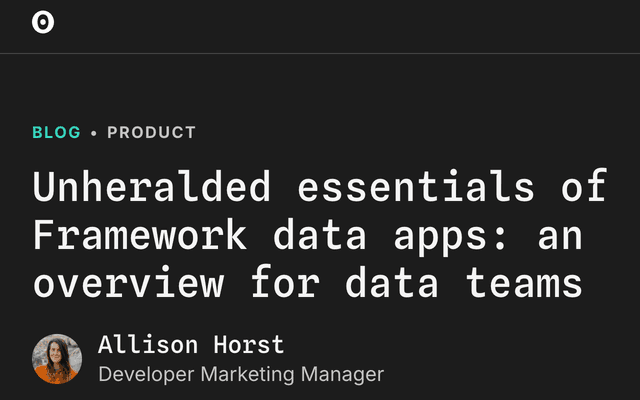 BLOG • PRODUCT
Unheralded essentials of
Framework data apps: an
overview for data teams
Allison Horst
Developer Marketing Manager